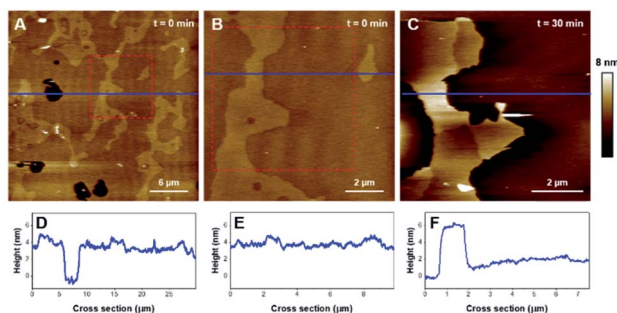 A
t = 0 min
6 µm
B
t = 0 min
2 µm
C
t = 30 min
2 µm
8 nm
D
Height (nm)
6
4
2
0
0
5
10
15
20
25
Cross section (µm)
E
Height (nm)
6
4
2
0
0
2
4
6
8
Cross section (µm)
F
Height (nm)
6
4
2
0
0
1
2
3
4
5
6
7
Cross section (µm)